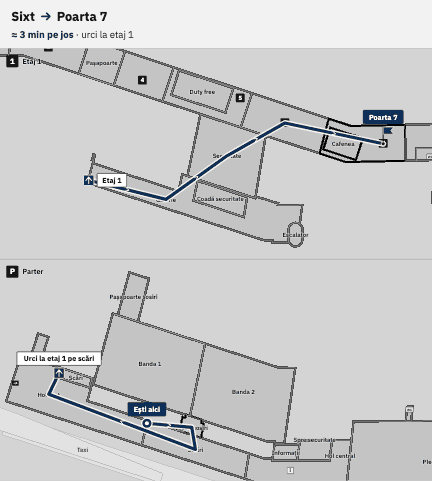 Sixt → Poarta 7
≈ 3 min pe jos · urci la etaj 1
1 Etaj 1
Pașapoarte
4
Duty free
5
Poarta 7
Cafenea
Etaj 1
Coadă securitate
Escalator
P Parter
Pașapoarte sosiri
Banda 1
Urci la etaj 1 pe scări
Scări
Banda 2
Ești aici
Taxi
Informații
Spre securitate
Hol central